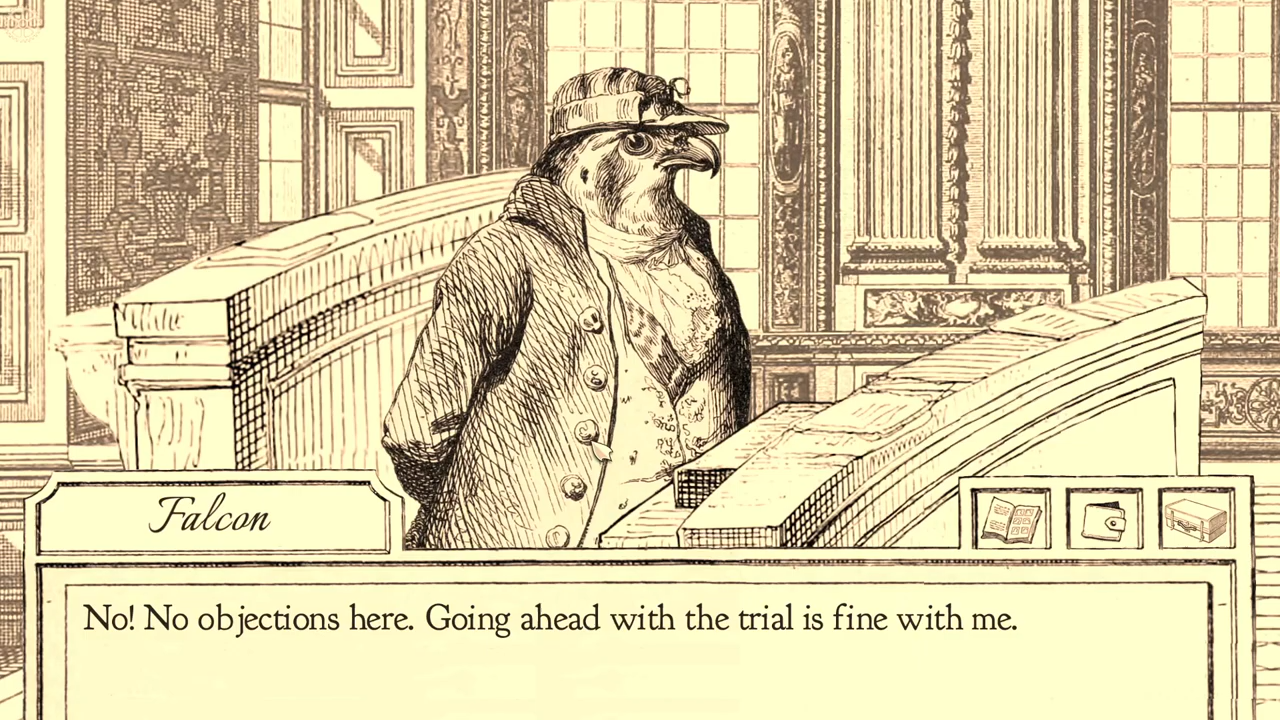 Falcon
No! No objections here. Going ahead with the trial is fine with me.